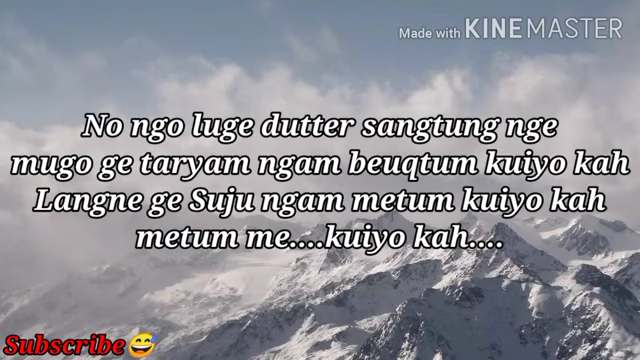 Made with KINEMASTER
No ngo luge dutter sangtung nge
mugo ge taryam ngam beuqtum kuiyo kah
Langne ge Suju ngam metum kuiyo kah
metum me....kuiyo kah....
Subscribe😅